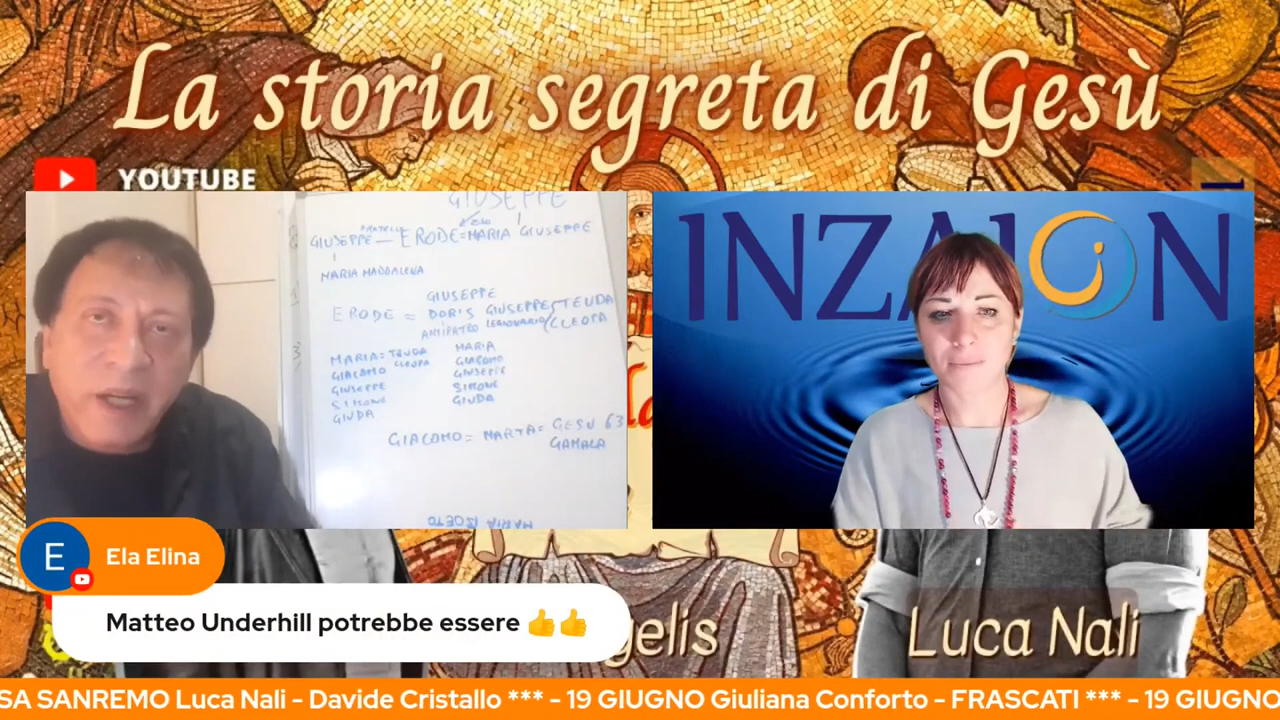 La storia segreta di Gesù
YOUTUBE
GIUSEPPE
FRATELLI
GIUSEPPE — ERODE = MARIA GIUSEPPE
MARIA MADDALENA
GIUSEPPE
ERODE = DORIS GIUSEPPE TEUDA
ANTIPATRO LEGIONARIO CLEOPA
MARIA = TEUDA MARIA
GIACOMO CLEOPA GIACOMO
GIUSEPPE GIUSEPPE
SIMONE SIMONE
GIUDA GIUDA
GIACOMO = MARTA = GESU 63
GAMALA
INZAION
E Ela Elina
Matteo Underhill potrebbe essere 👍👍
gelis
Luca Nali
SA SANREMO Luca Nali - Davide Cristallo *** - 19 GIUGNO Giuliana Conforto - FRASCATI *** - 19 GIUGNO